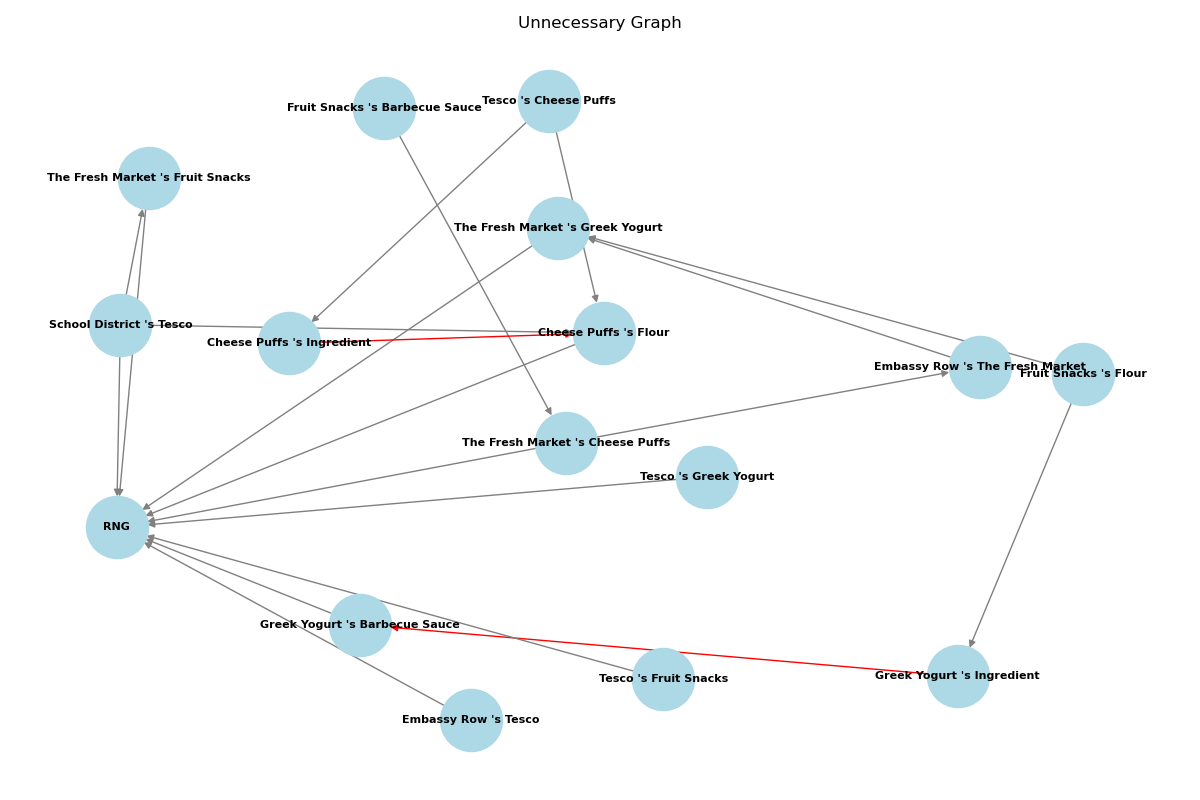 Unnecessary Graph
Tesco 's Cheese Puffs
Fruit Snacks 's Barbecue Sauce
The Fresh Market 's Fruit Snacks
The Fresh Market 's Greek Yogurt
School District 's Tesco
Cheese Puffs 's Flour
Cheese Puffs 's Ingredient
Embassy Row 's The Fresh Market
Fruit Snacks 's Flour
The Fresh Market 's Cheese Puffs
Tesco 's Greek Yogurt
RNG
Greek Yogurt 's Barbecue Sauce
Greek Yogurt 's Ingredient
Tesco 's Fruit Snacks
Embassy Row 's Tesco